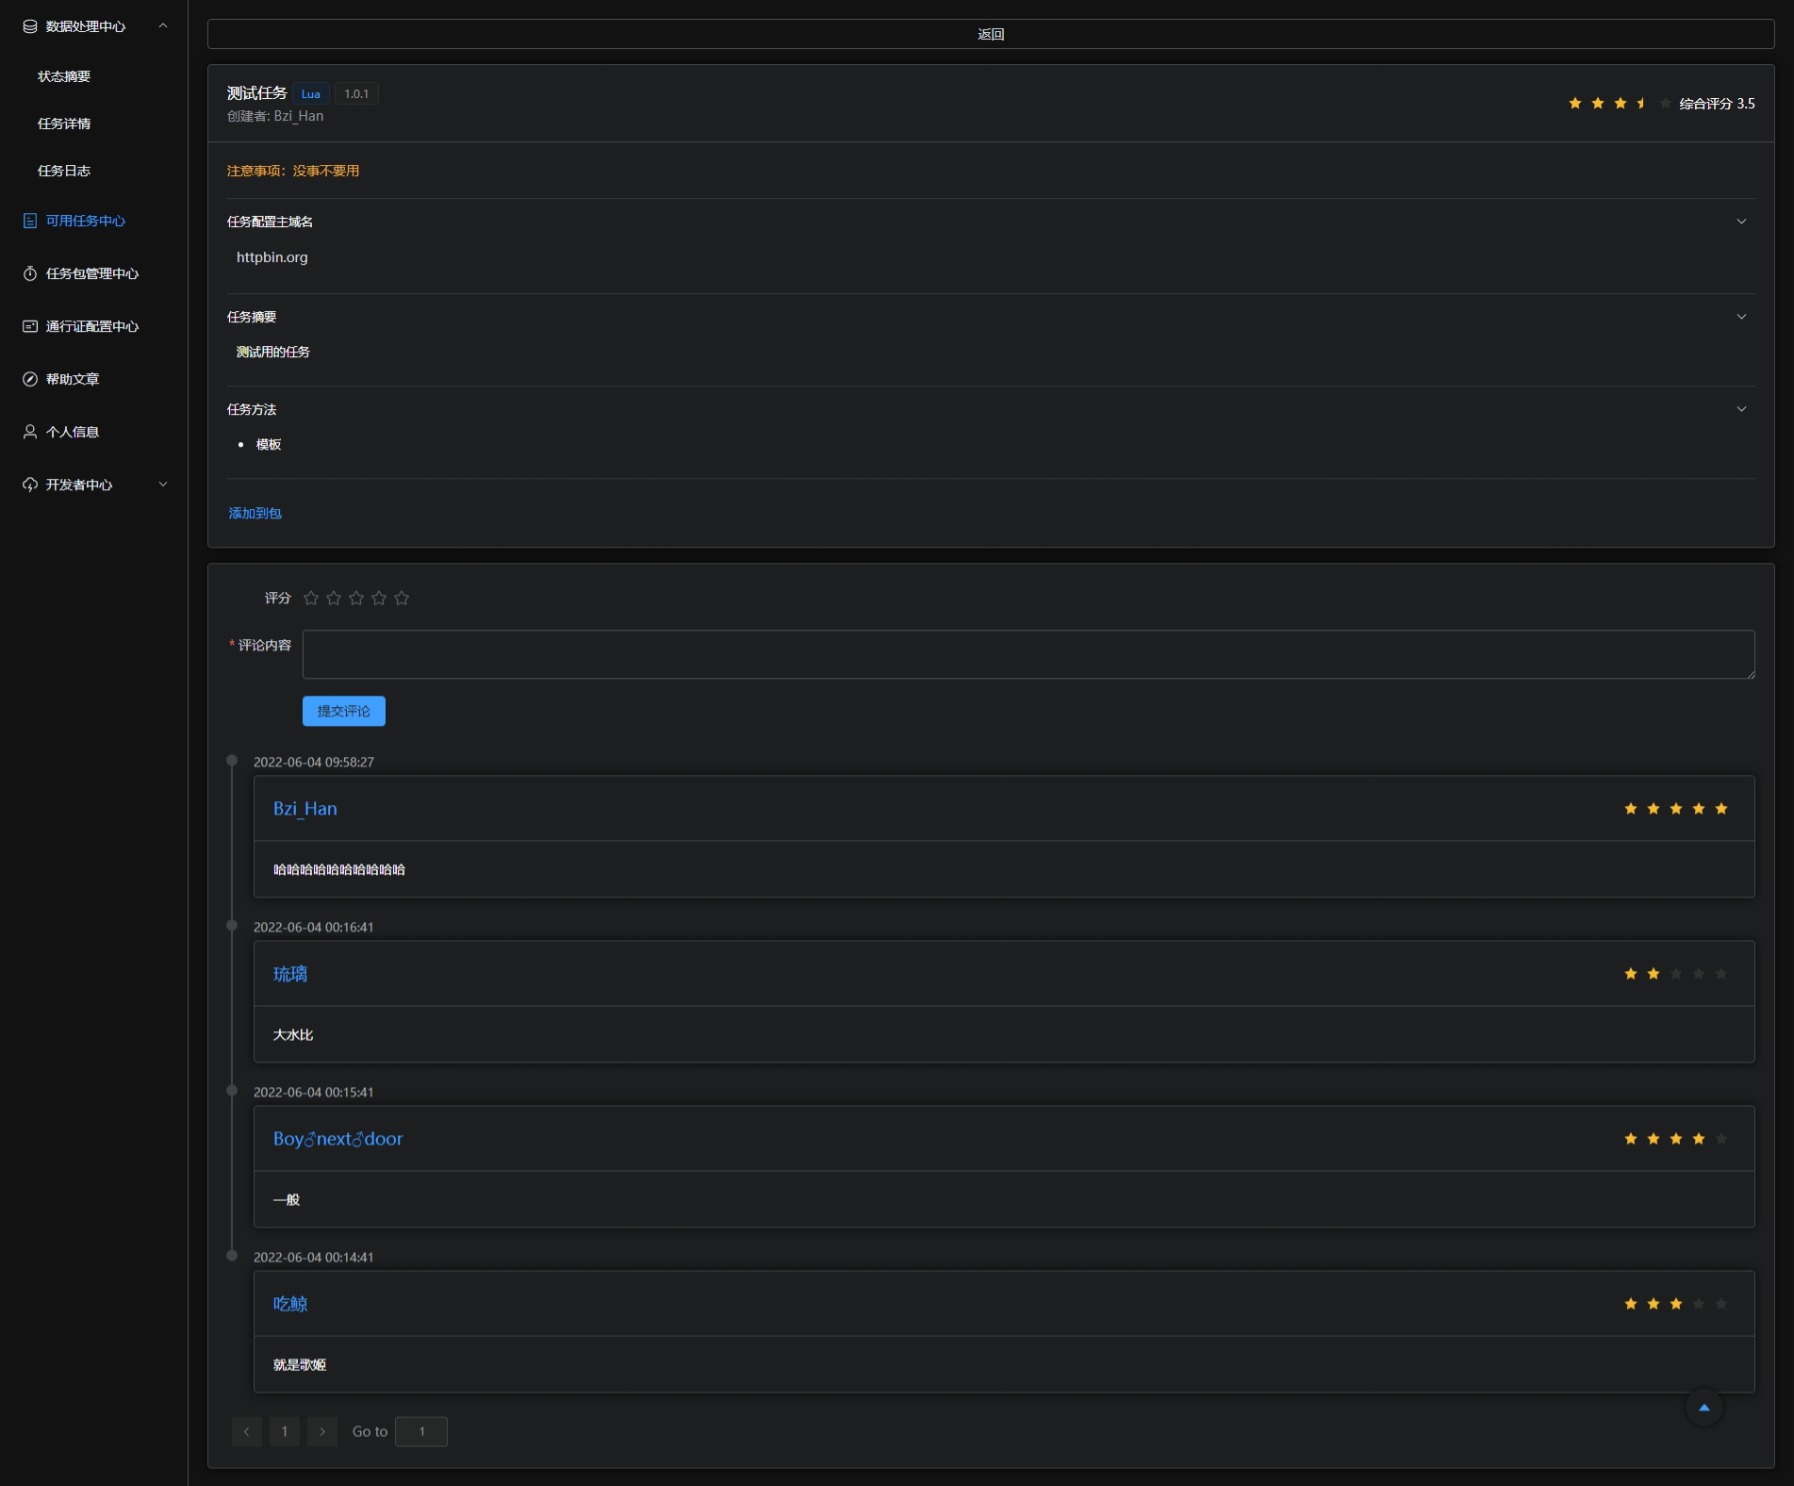 数据处理中心
状态摘要
任务详情
任务日志
可用任务中心
任务包管理中心
通行证配置中心
帮助文章
个人信息
开发者中心
返回
测试任务 Lua 1.0.1
创建者: Bzi_Han
综合评分 3.5
注意事项：没事不要用
任务配置主域名
httpbin.org
任务摘要
测试用的任务
任务方法
模板
添加到包
评分
* 评论内容
提交评论
2022-06-04 09:58:27
Bzi_Han
哈哈哈哈哈哈哈哈哈哈
2022-06-04 00:16:41
琉璃
大水比
2022-06-04 00:15:41
Boy♂next♂door
一般
2022-06-04 00:14:41
吃鲸
就是歌姬
1 Go to 1